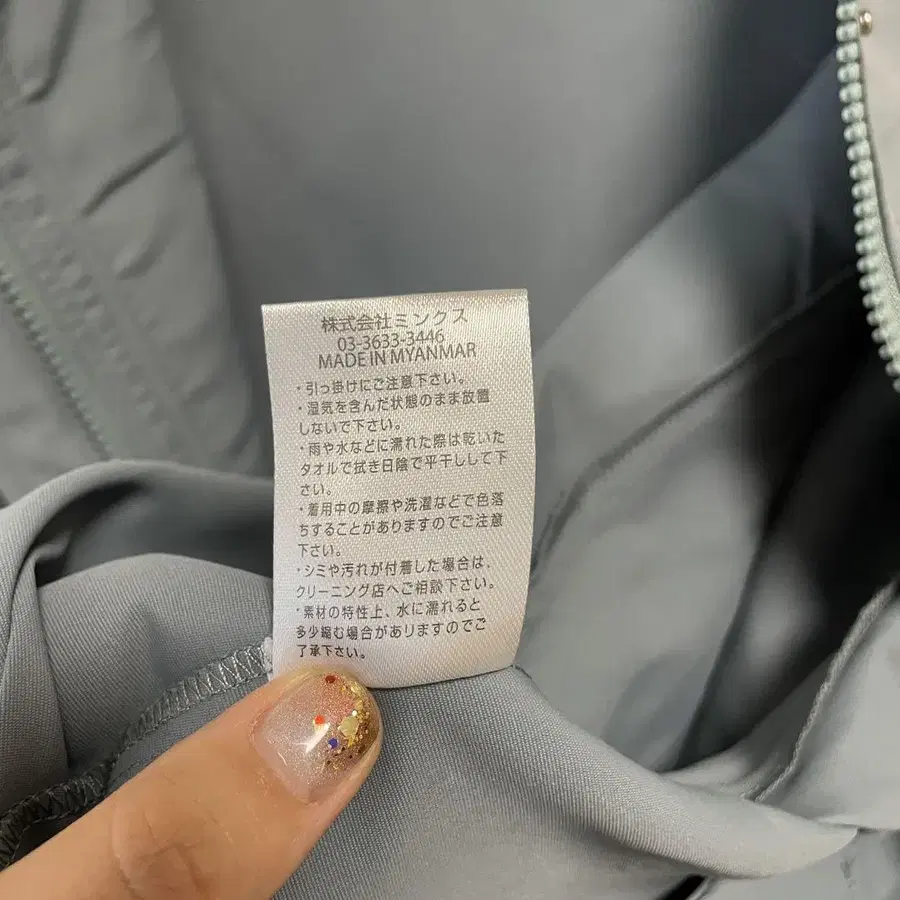 株式会社ミンクス
03-3633-3446
MADE IN MYANMAR
・引っ掛けにご注意下さい。
・湿気を含んだ状態のまま放置
しないで下さい。
・雨や水などに濡れた際は乾いた
タオルで拭き日陰で平干しして下
さい。
・着用中の摩擦や洗濯などで色落
ちすることがありますのでご注意
下さい。
・シミや汚れが付着した場合は、
クリーニング店へご相談下さい。
・素材の特性上、水に濡れると
多少縮む場合がありますのでご
了承下さい。